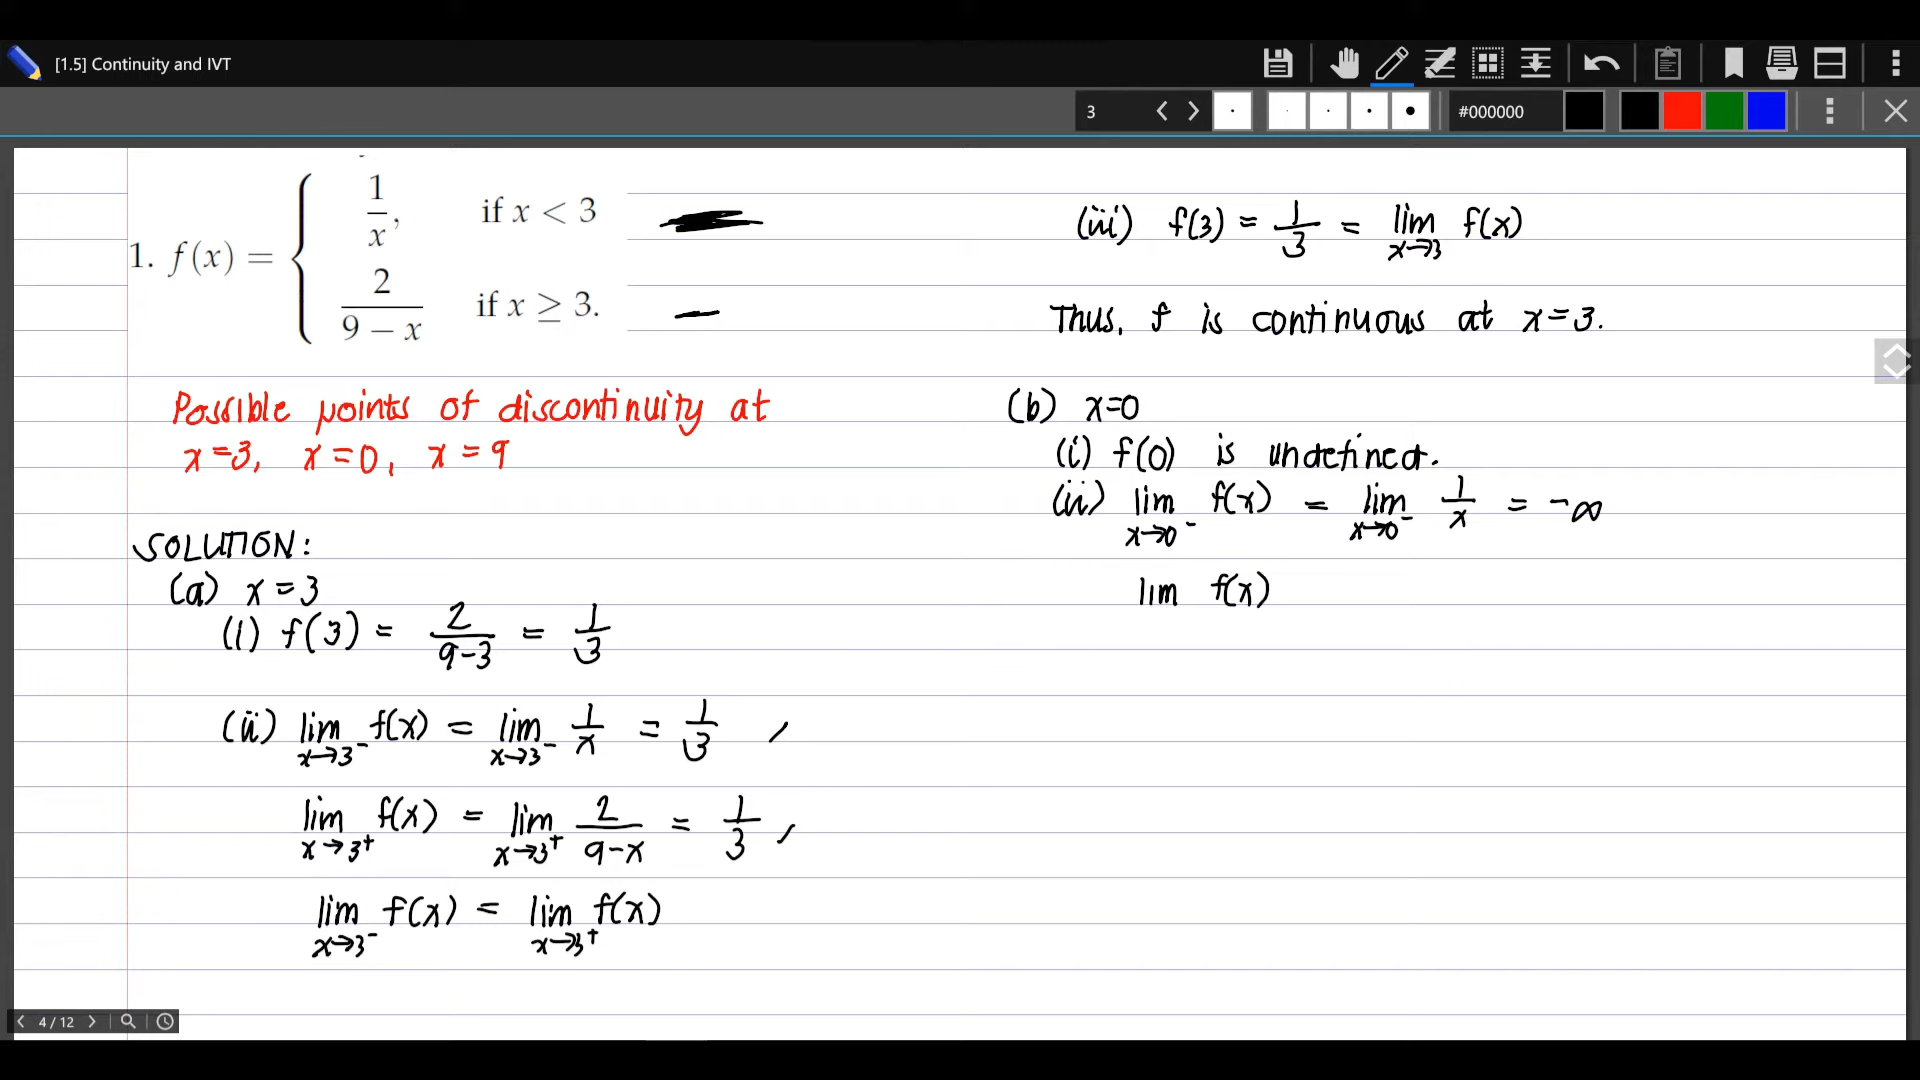 [1.5] Continuity and IVT
3
#000000
1. f(x) = { 1/x, if x < 3
2/(9 − x) if x ≥ 3.
Possible points of discontinuity at
x=3, x=0, x=9
SOLUTION:
(a) x=3
(i) f(3) = 2/(9-3) = 1/3
(ii) lim x→3⁻ f(x) = lim x→3⁻ 1/x = 1/3 ,
lim x→3⁺ f(x) = lim x→3⁺ 2/(9-x) = 1/3 ,
lim x→3⁻ f(x) = lim x→3⁺ f(x)
(iii) f(3) = 1/3 = lim x→3 f(x)
Thus, f is continuous at x=3.
(b) x=0
(i) f(0) is undefined.
(ii) lim x→0⁻ f(x) = lim x→0⁻ 1/x = -∞
lim f(x)
4 / 12